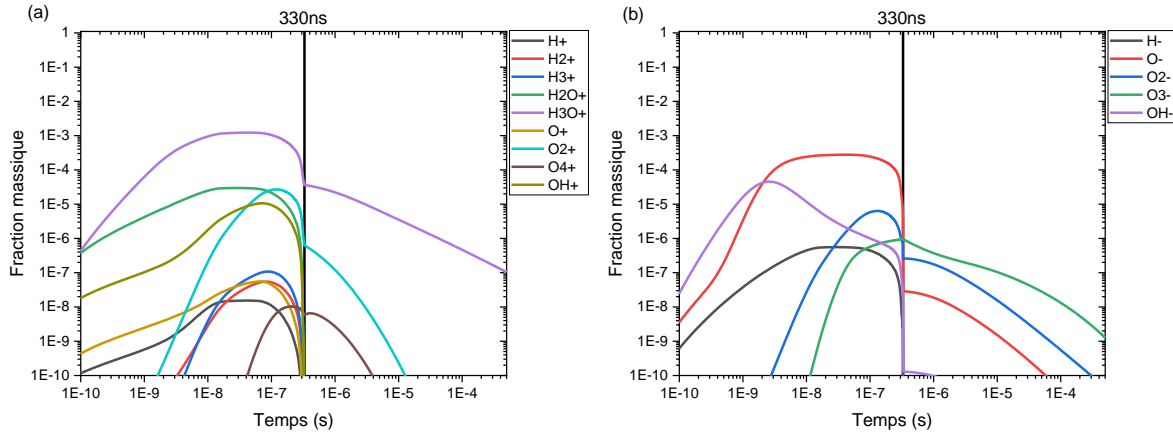 (a)
330ns
Fraction massique
1
1E-1
1E-2
1E-3
1E-4
1E-5
1E-6
1E-7
1E-8
1E-9
1E-10
1E-10 1E-9 1E-8 1E-7 1E-6 1E-5 1E-4
Temps (s)
H+
H2+
H3+
H2O+
H3O+
O+
O2+
O4+
OH+
(b)
330ns
Fraction massique
1
1E-1
1E-2
1E-3
1E-4
1E-5
1E-6
1E-7
1E-8
1E-9
1E-10
1E-10 1E-9 1E-8 1E-7 1E-6 1E-5 1E-4
Temps (s)
H-
O-
O2-
O3-
OH-